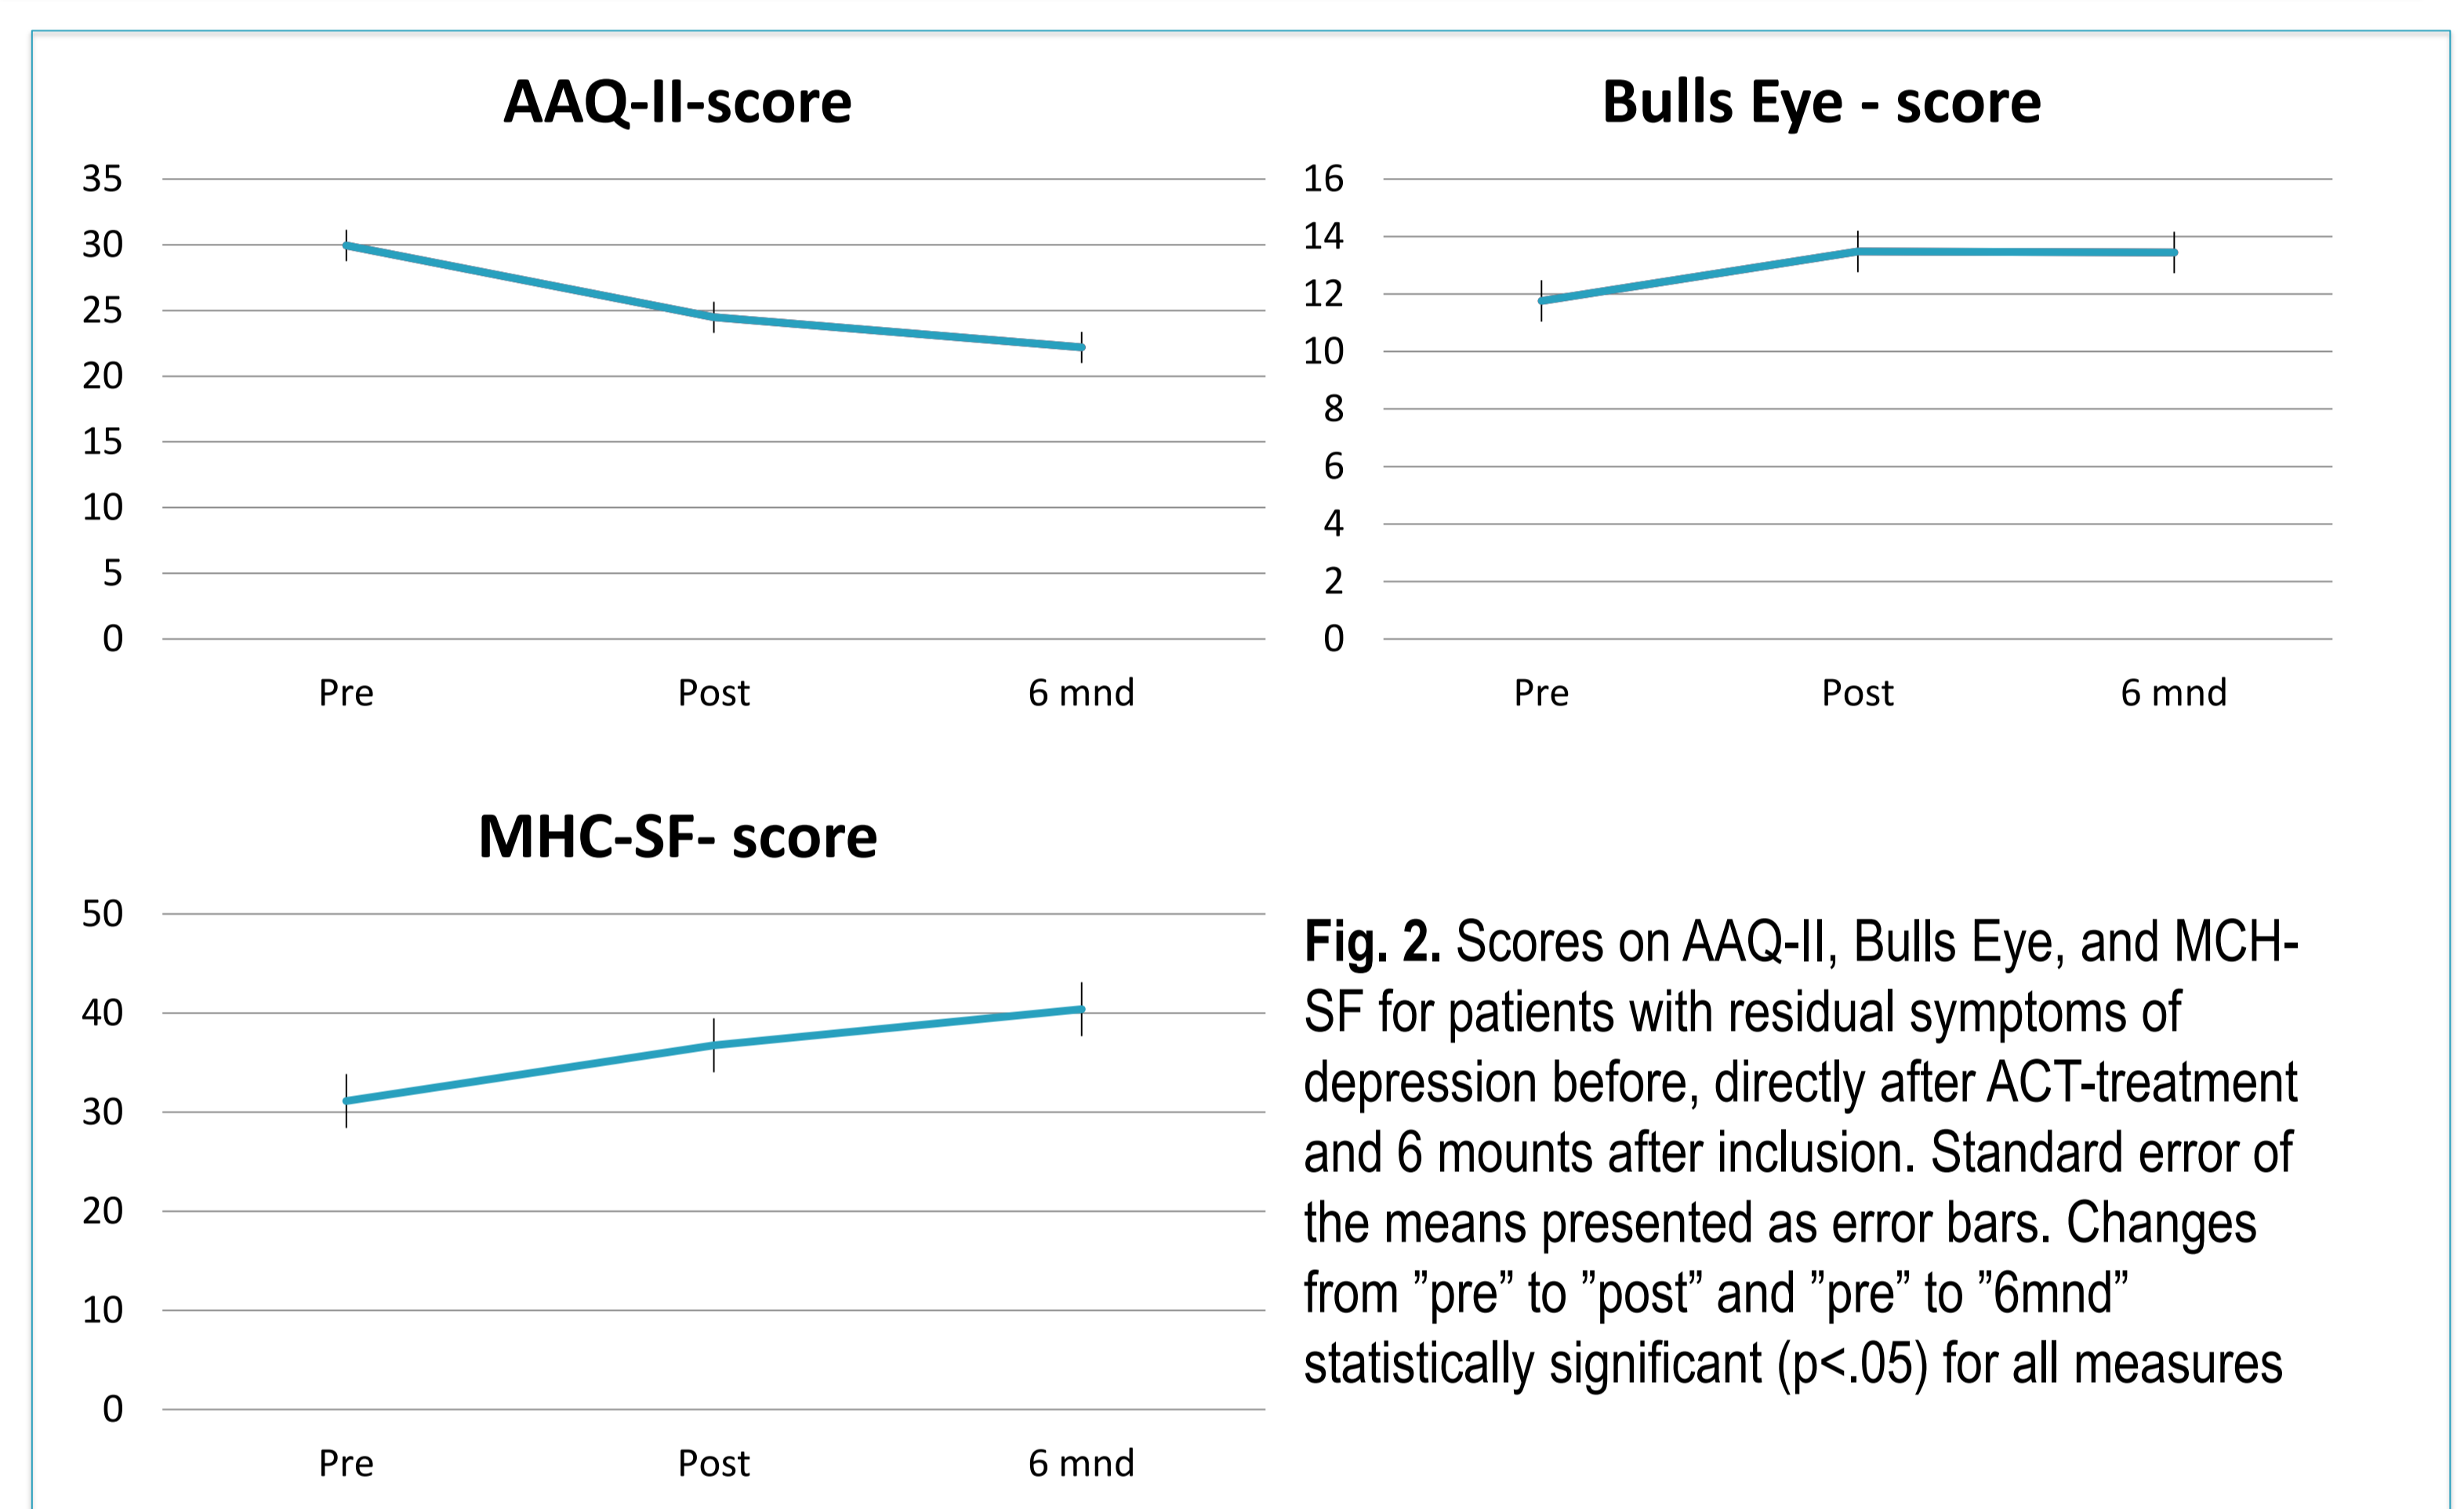 AAQ-II-score
35
30
25
20
15
10
5
0
Pre Post 6 mnd
Bulls Eye - score
16
14
12
10
8
6
4
2
0
Pre Post 6 mnd
MHC-SF- score
50
40
30
20
10
0
Pre Post 6 mnd
Fig. 2. Scores on AAQ-II, Bulls Eye, and MCH-
SF for patients with residual symptoms of
depression before, directly after ACT-treatment
and 6 mounts after inclusion. Standard error of
the means presented as error bars. Changes
from ”pre” to ”post” and ”pre” to ”6mnd”
statistically significant (p<.05) for all measures